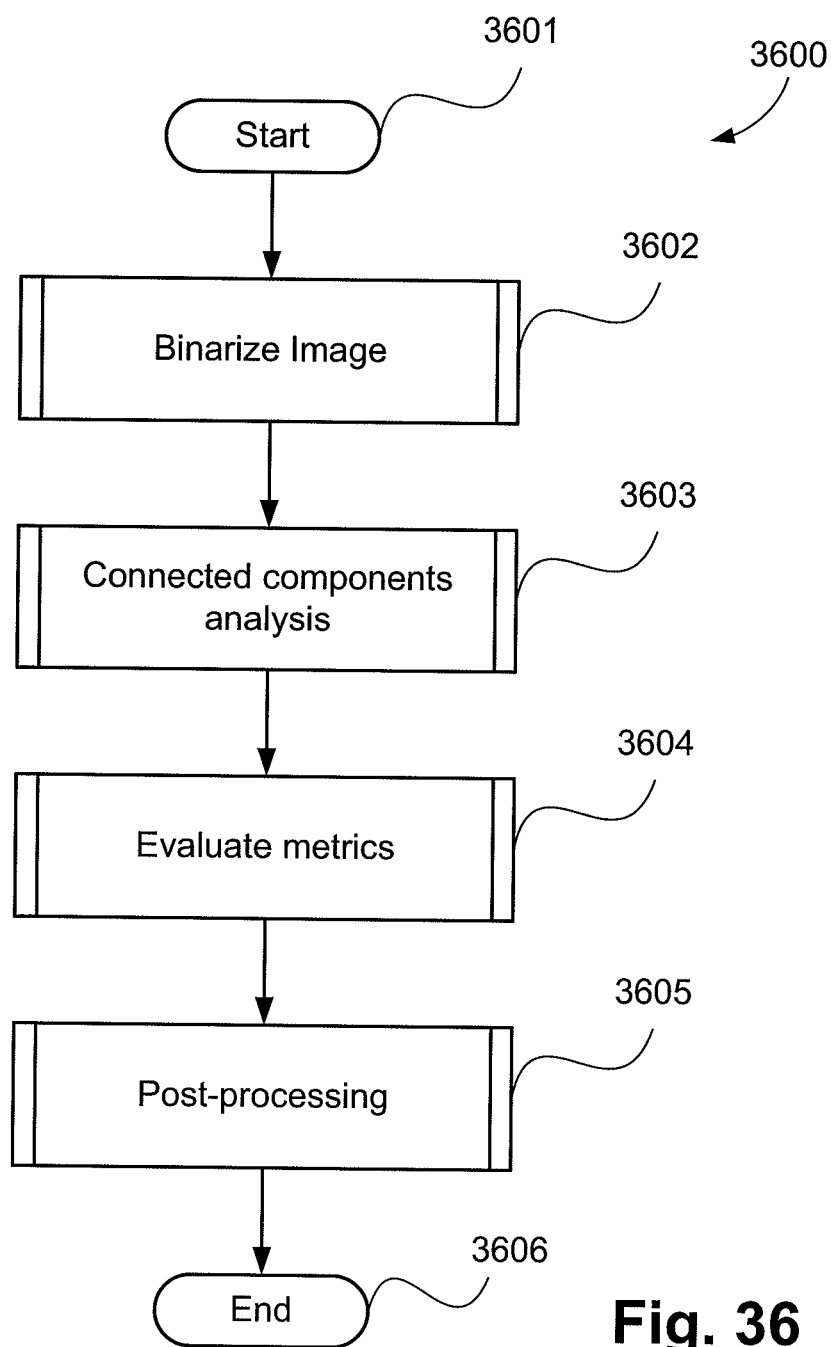 3601
3600
Start
3602
Binarize Image
3603
Connected components
analysis
3604
Evaluate metrics
3605
Post-processing
3606
End
Fig. 36